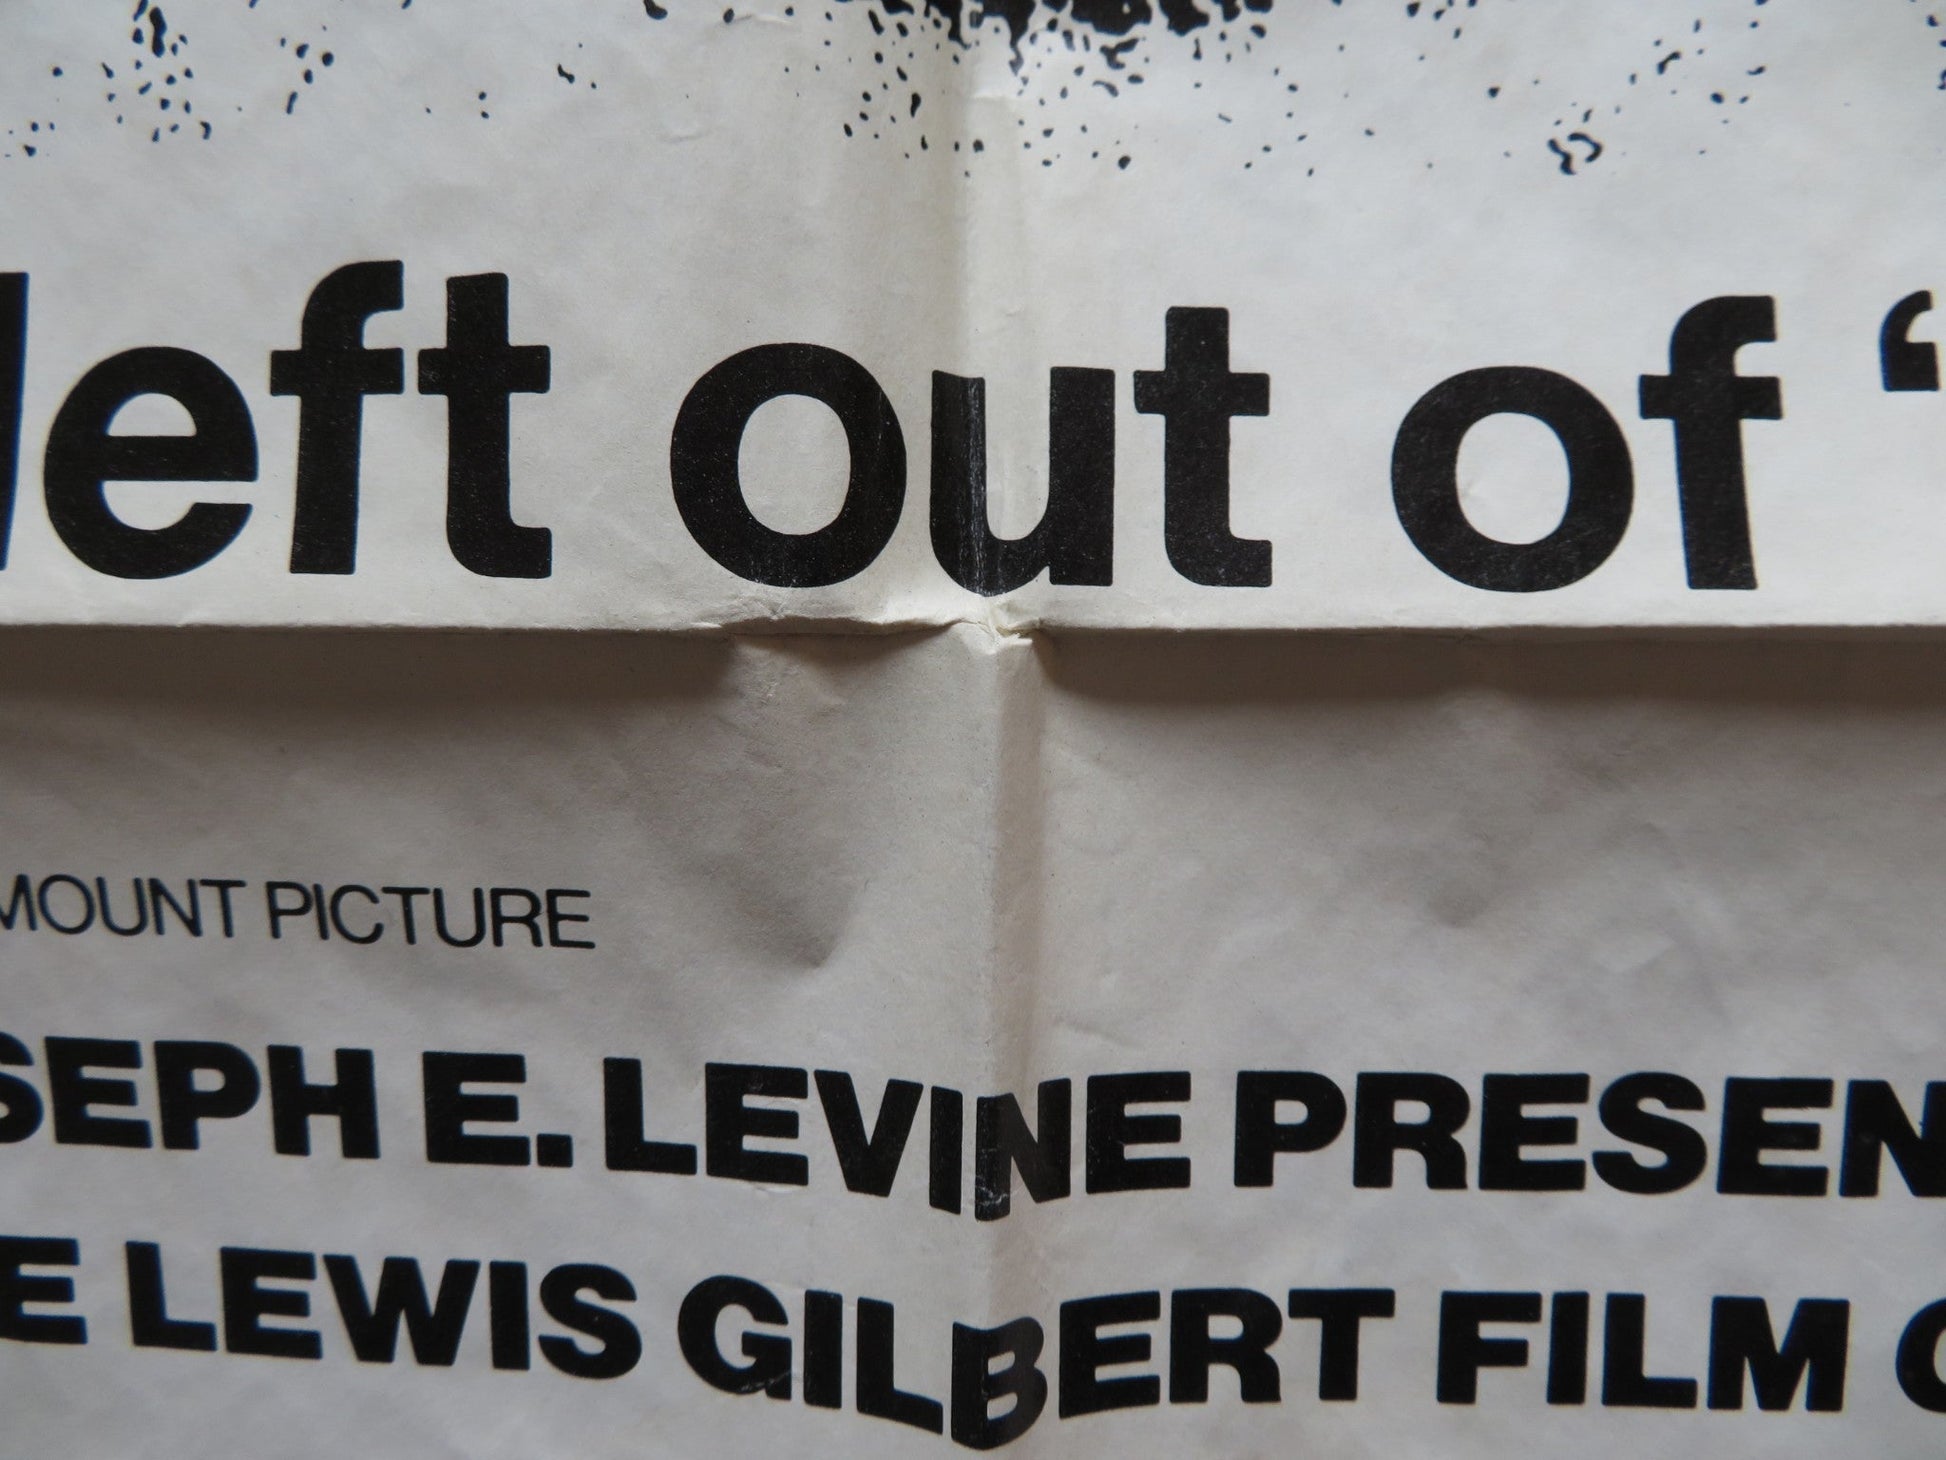 left out of ‘
MOUNT PICTURE
SEPH E. LEVINE PRESEN
E LEWIS GILBERT FILM O